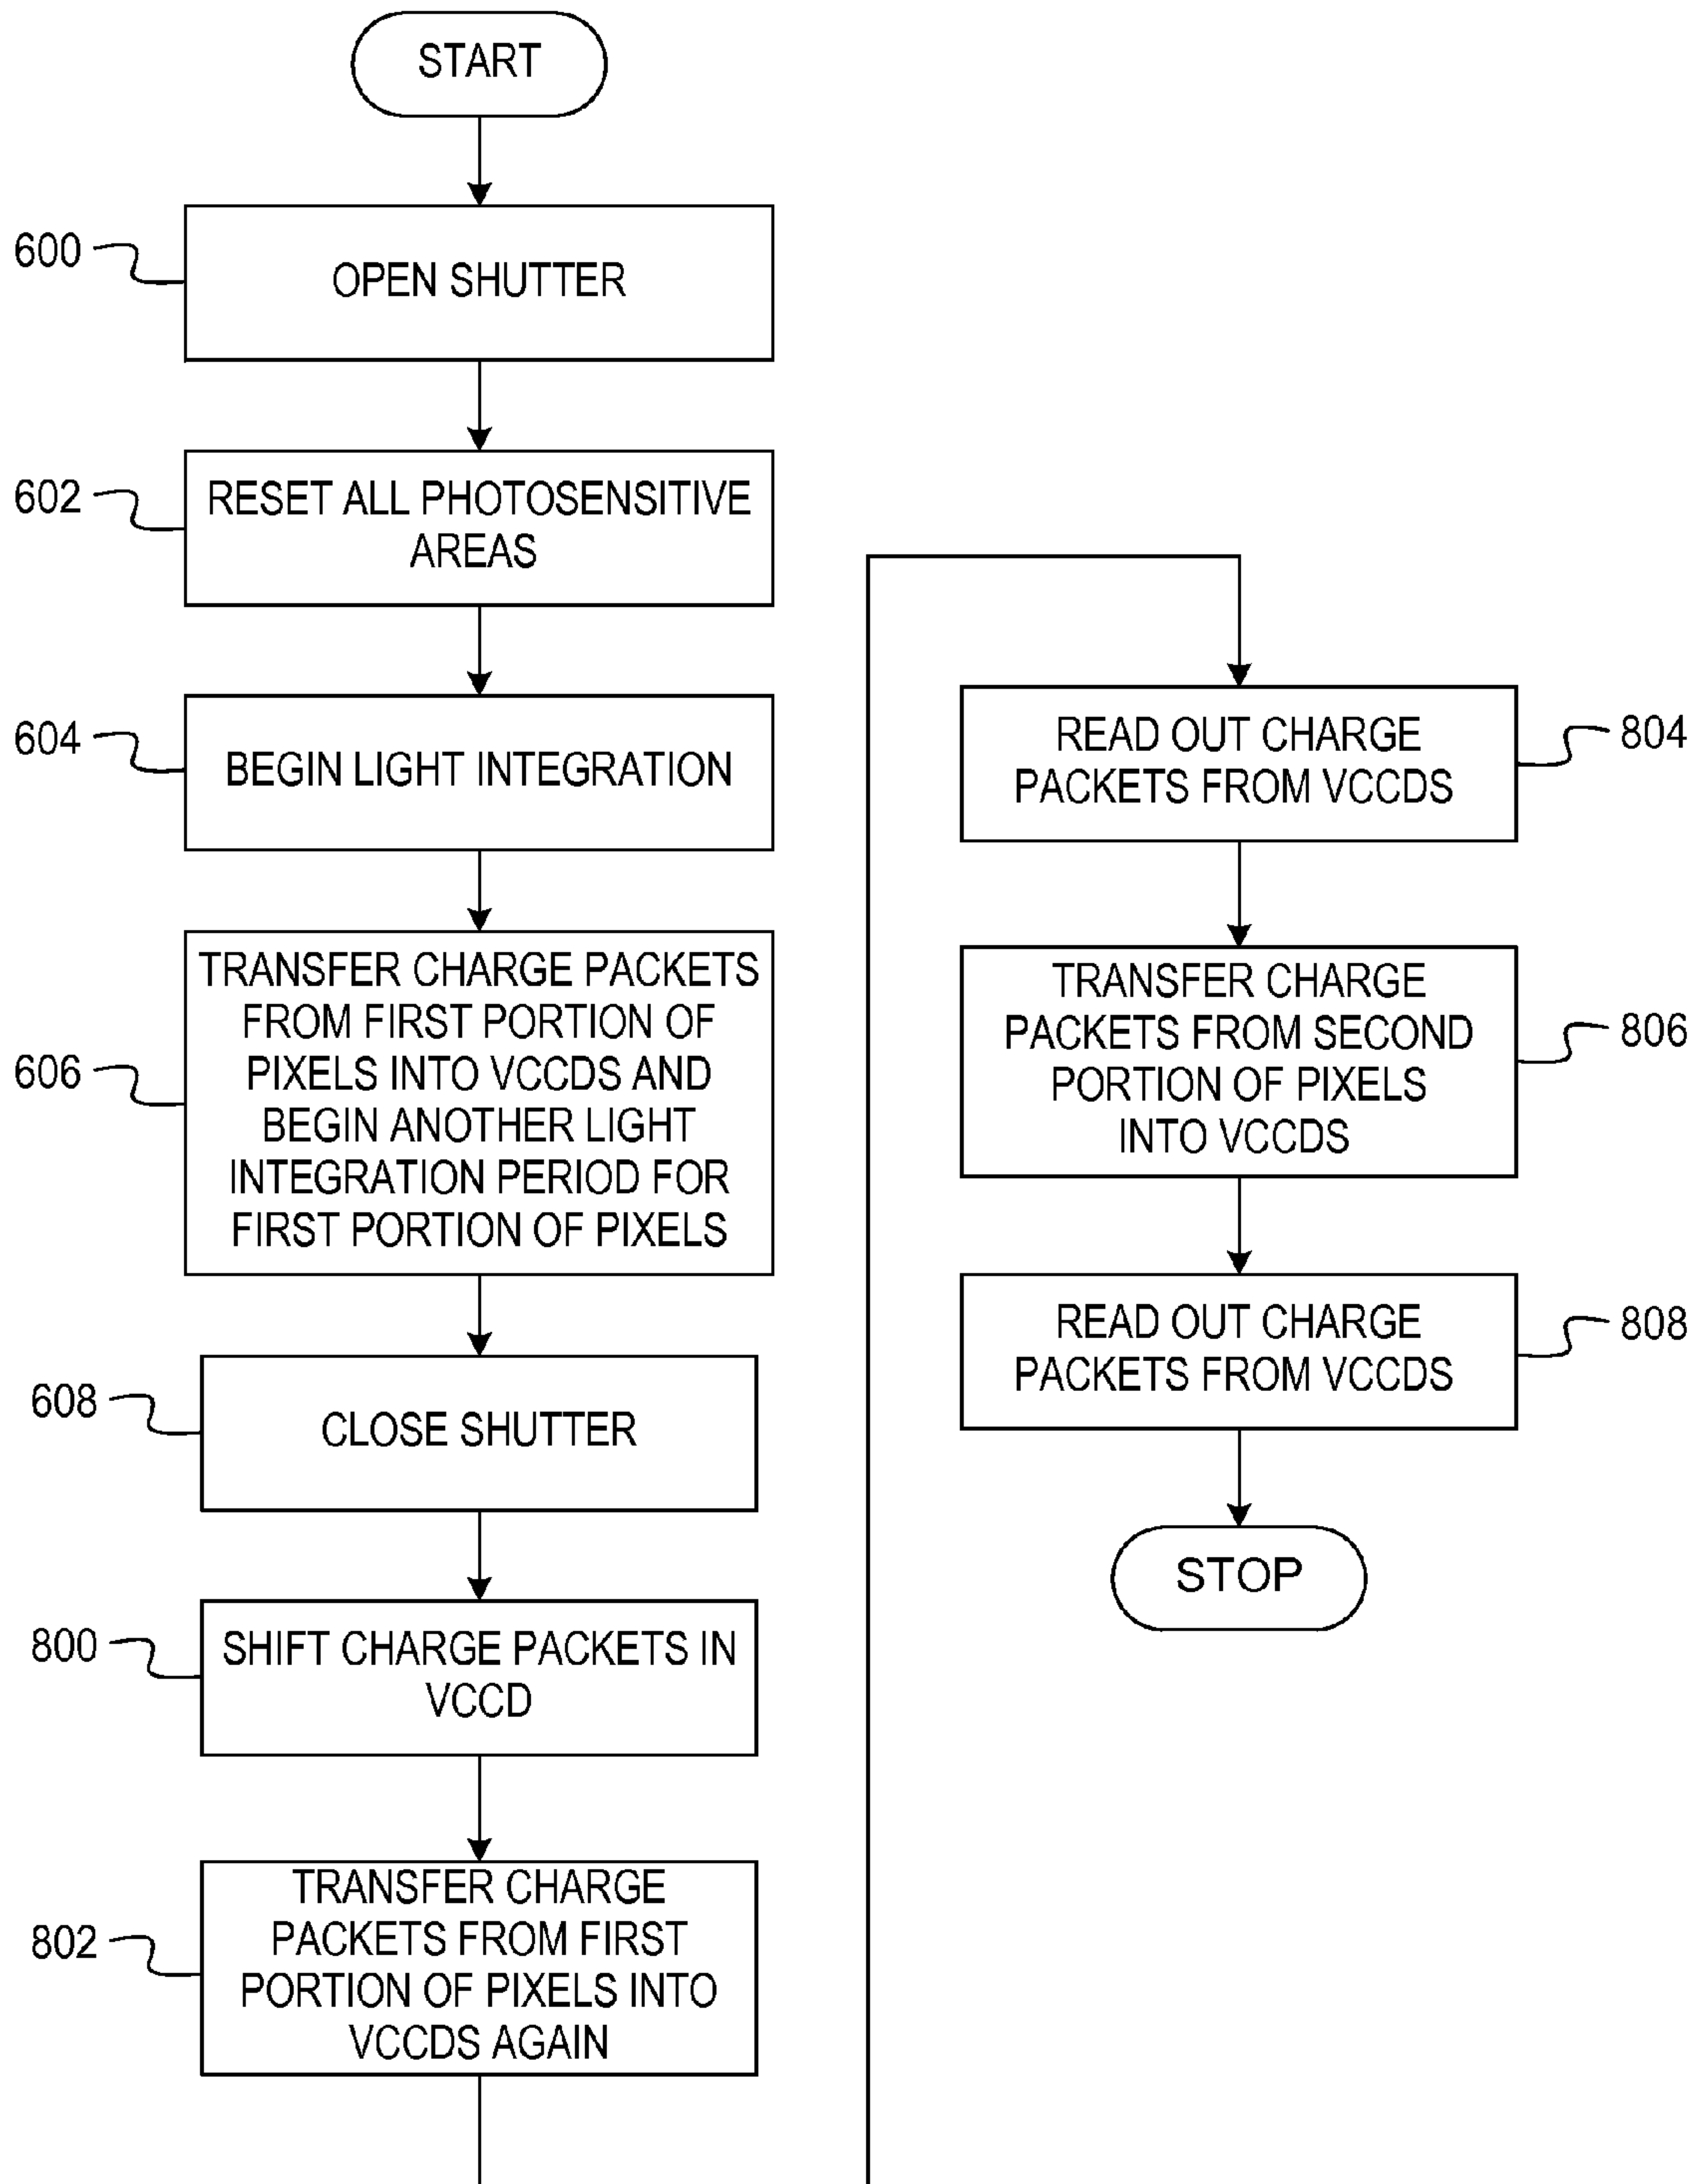 START
600
OPEN SHUTTER
602
RESET ALL PHOTOSENSITIVE
AREAS
604
BEGIN LIGHT INTEGRATION
606
TRANSFER CHARGE PACKETS
FROM FIRST PORTION OF
PIXELS INTO VCCDS AND
BEGIN ANOTHER LIGHT
INTEGRATION PERIOD FOR
FIRST PORTION OF PIXELS
608
CLOSE SHUTTER
800
SHIFT CHARGE PACKETS IN
VCCD
802
TRANSFER CHARGE
PACKETS FROM FIRST
PORTION OF PIXELS INTO
VCCDS AGAIN
READ OUT CHARGE
PACKETS FROM VCCDS
804
TRANSFER CHARGE
PACKETS FROM SECOND
PORTION OF PIXELS
INTO VCCDS
806
READ OUT CHARGE
PACKETS FROM VCCDS
808
STOP